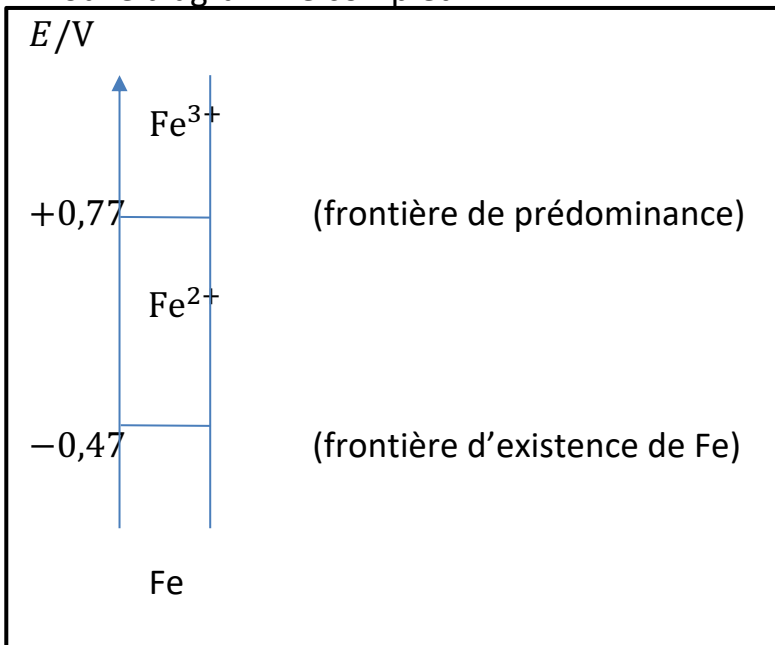 E/V
Fe³⁺
+0,77 (frontière de prédominance)
Fe²⁺
−0,47 (frontière d’existence de Fe)
Fe